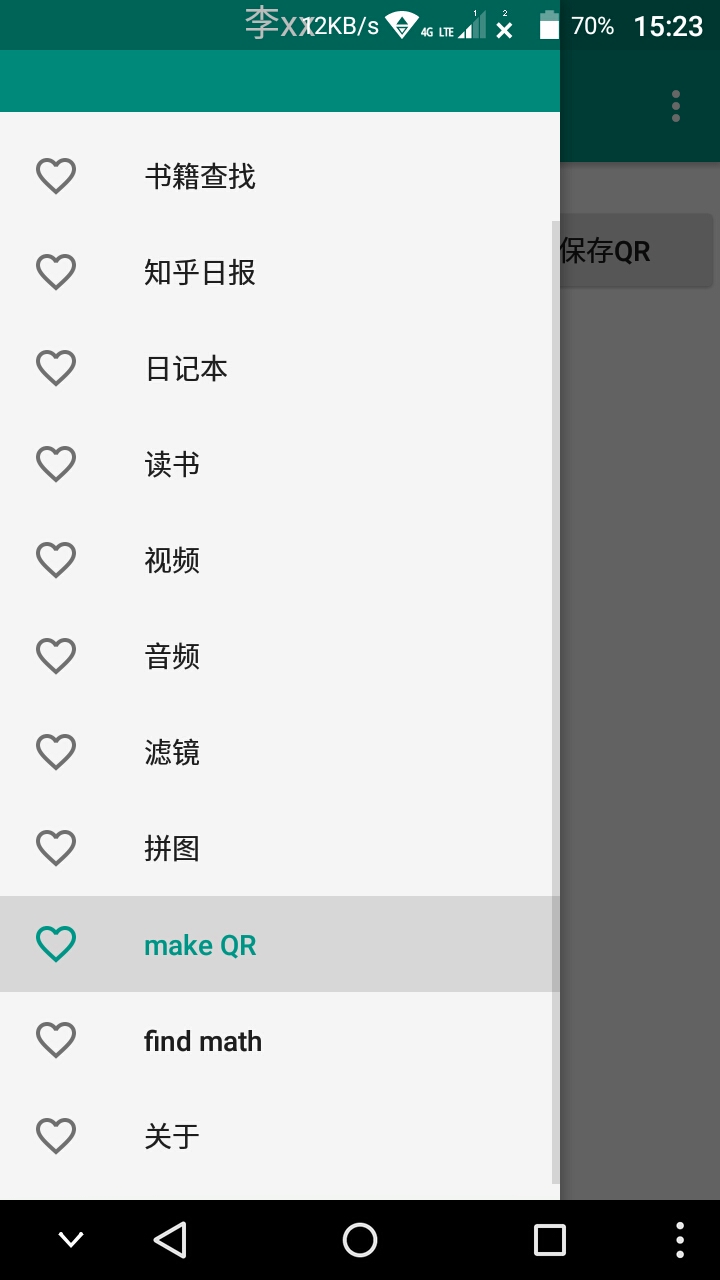 李xx 12KB/s 4G LTE 1 2 70% 15:23
保存QR
书籍查找
知乎日报
日记本
读书
视频
音频
滤镜
拼图
make QR
find math
关于